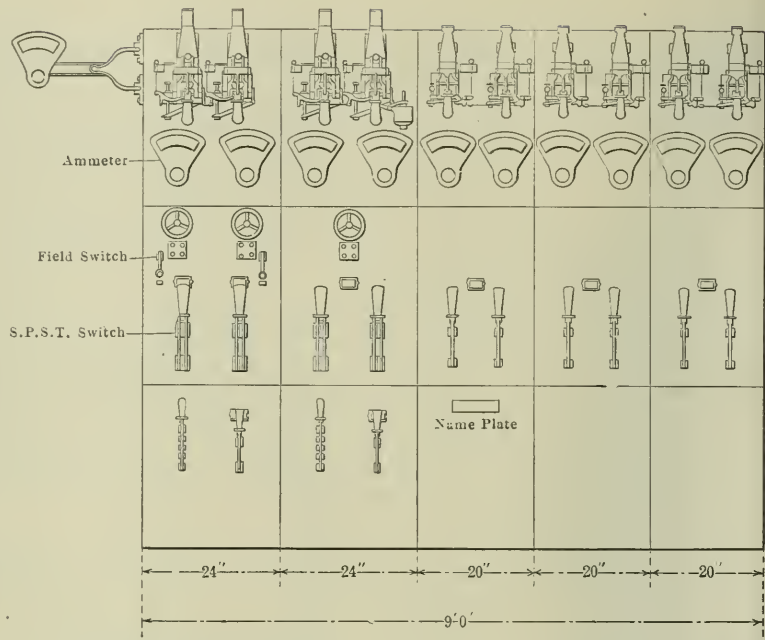 Ammeter
Field Switch
S.P.S.T. Switch
Name Plate
24" 24" 20" 20" 20"
9'0"